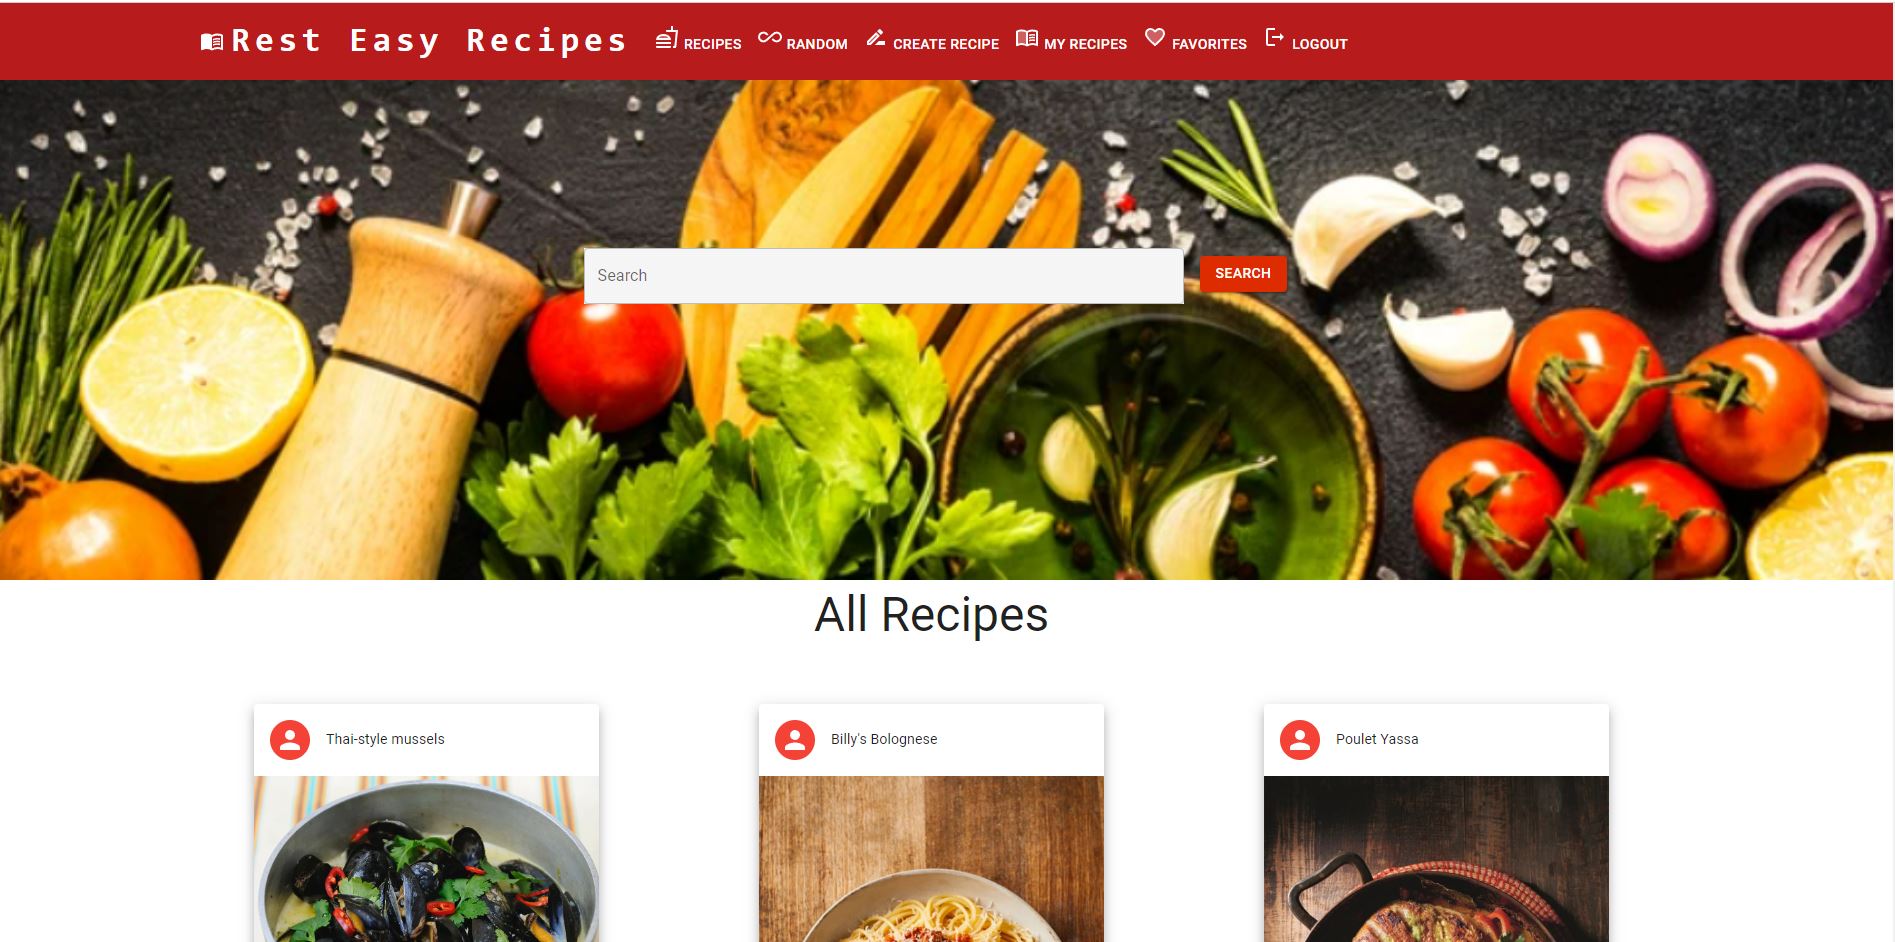 Rest Easy Recipes RECIPES RANDOM CREATE RECIPE MY RECIPES FAVORITES LOGOUT
Search SEARCH
All Recipes
Thai-style mussels
Billy's Bolognese
Poulet Yassa